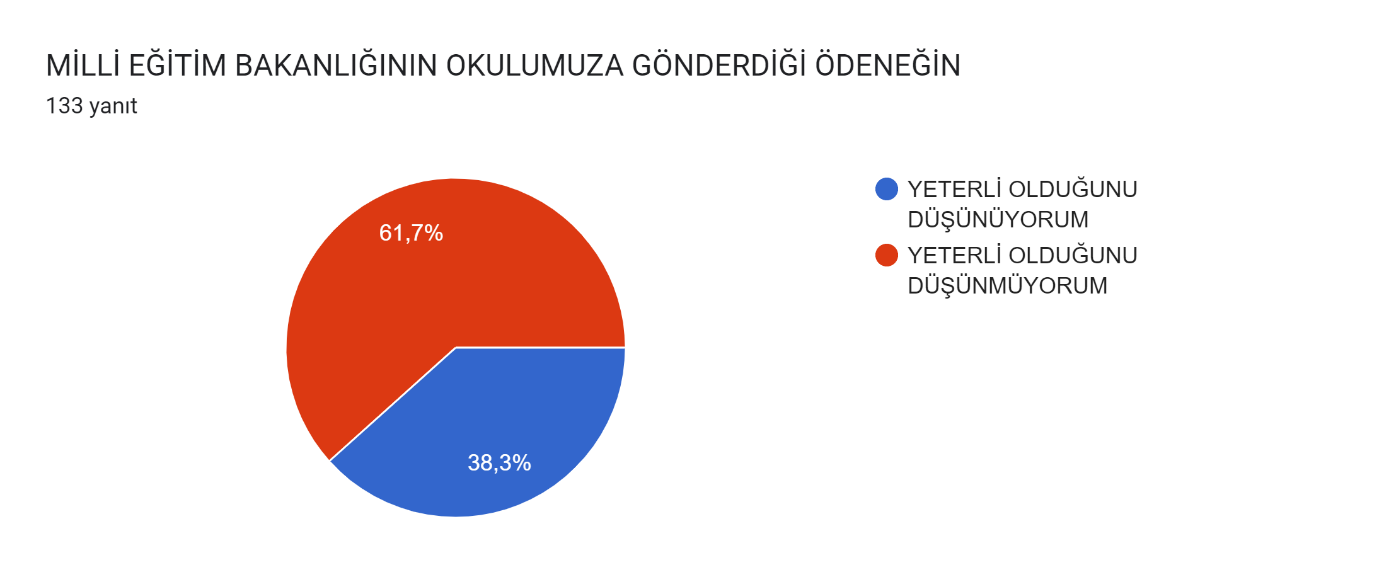 MİLLİ EĞİTİM BAKANLIĞININ OKULUMUZA GÖNDERDİĞİ ÖDENEĞİN
133 yanıt
61,7%
38,3%
YETERLİ OLDUĞUNU
DÜŞÜNÜYORUM
YETERLİ OLDUĞUNU
DÜŞÜNMÜYORUM